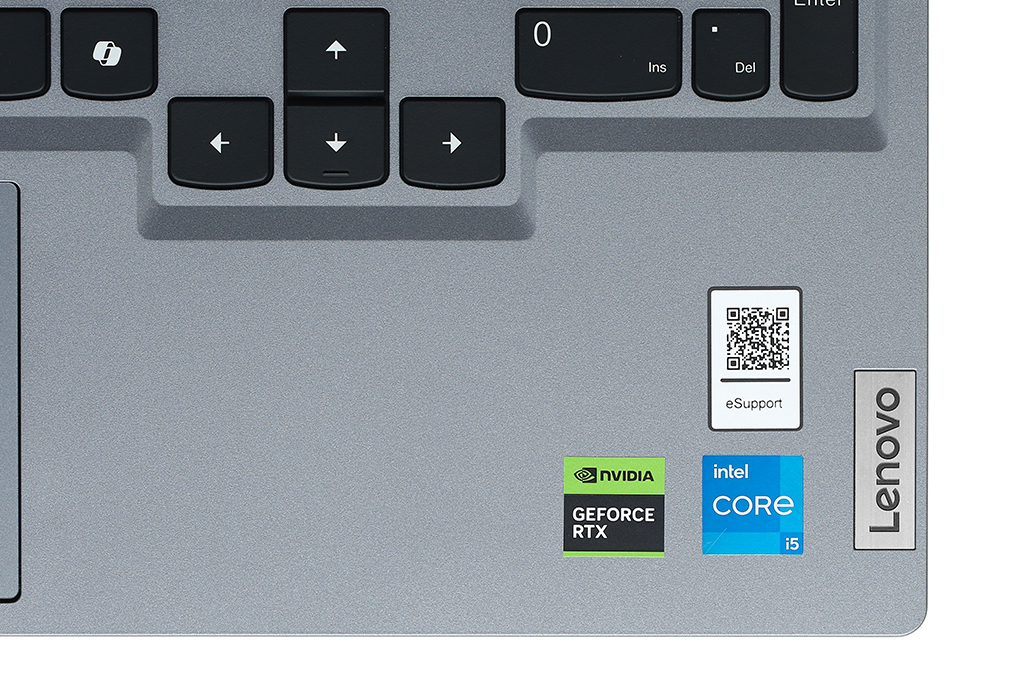 Enter
0
Ins
Del
eSupport
NVIDIA
GEFORCE
RTX
intel
CORe
i5
Lenovo